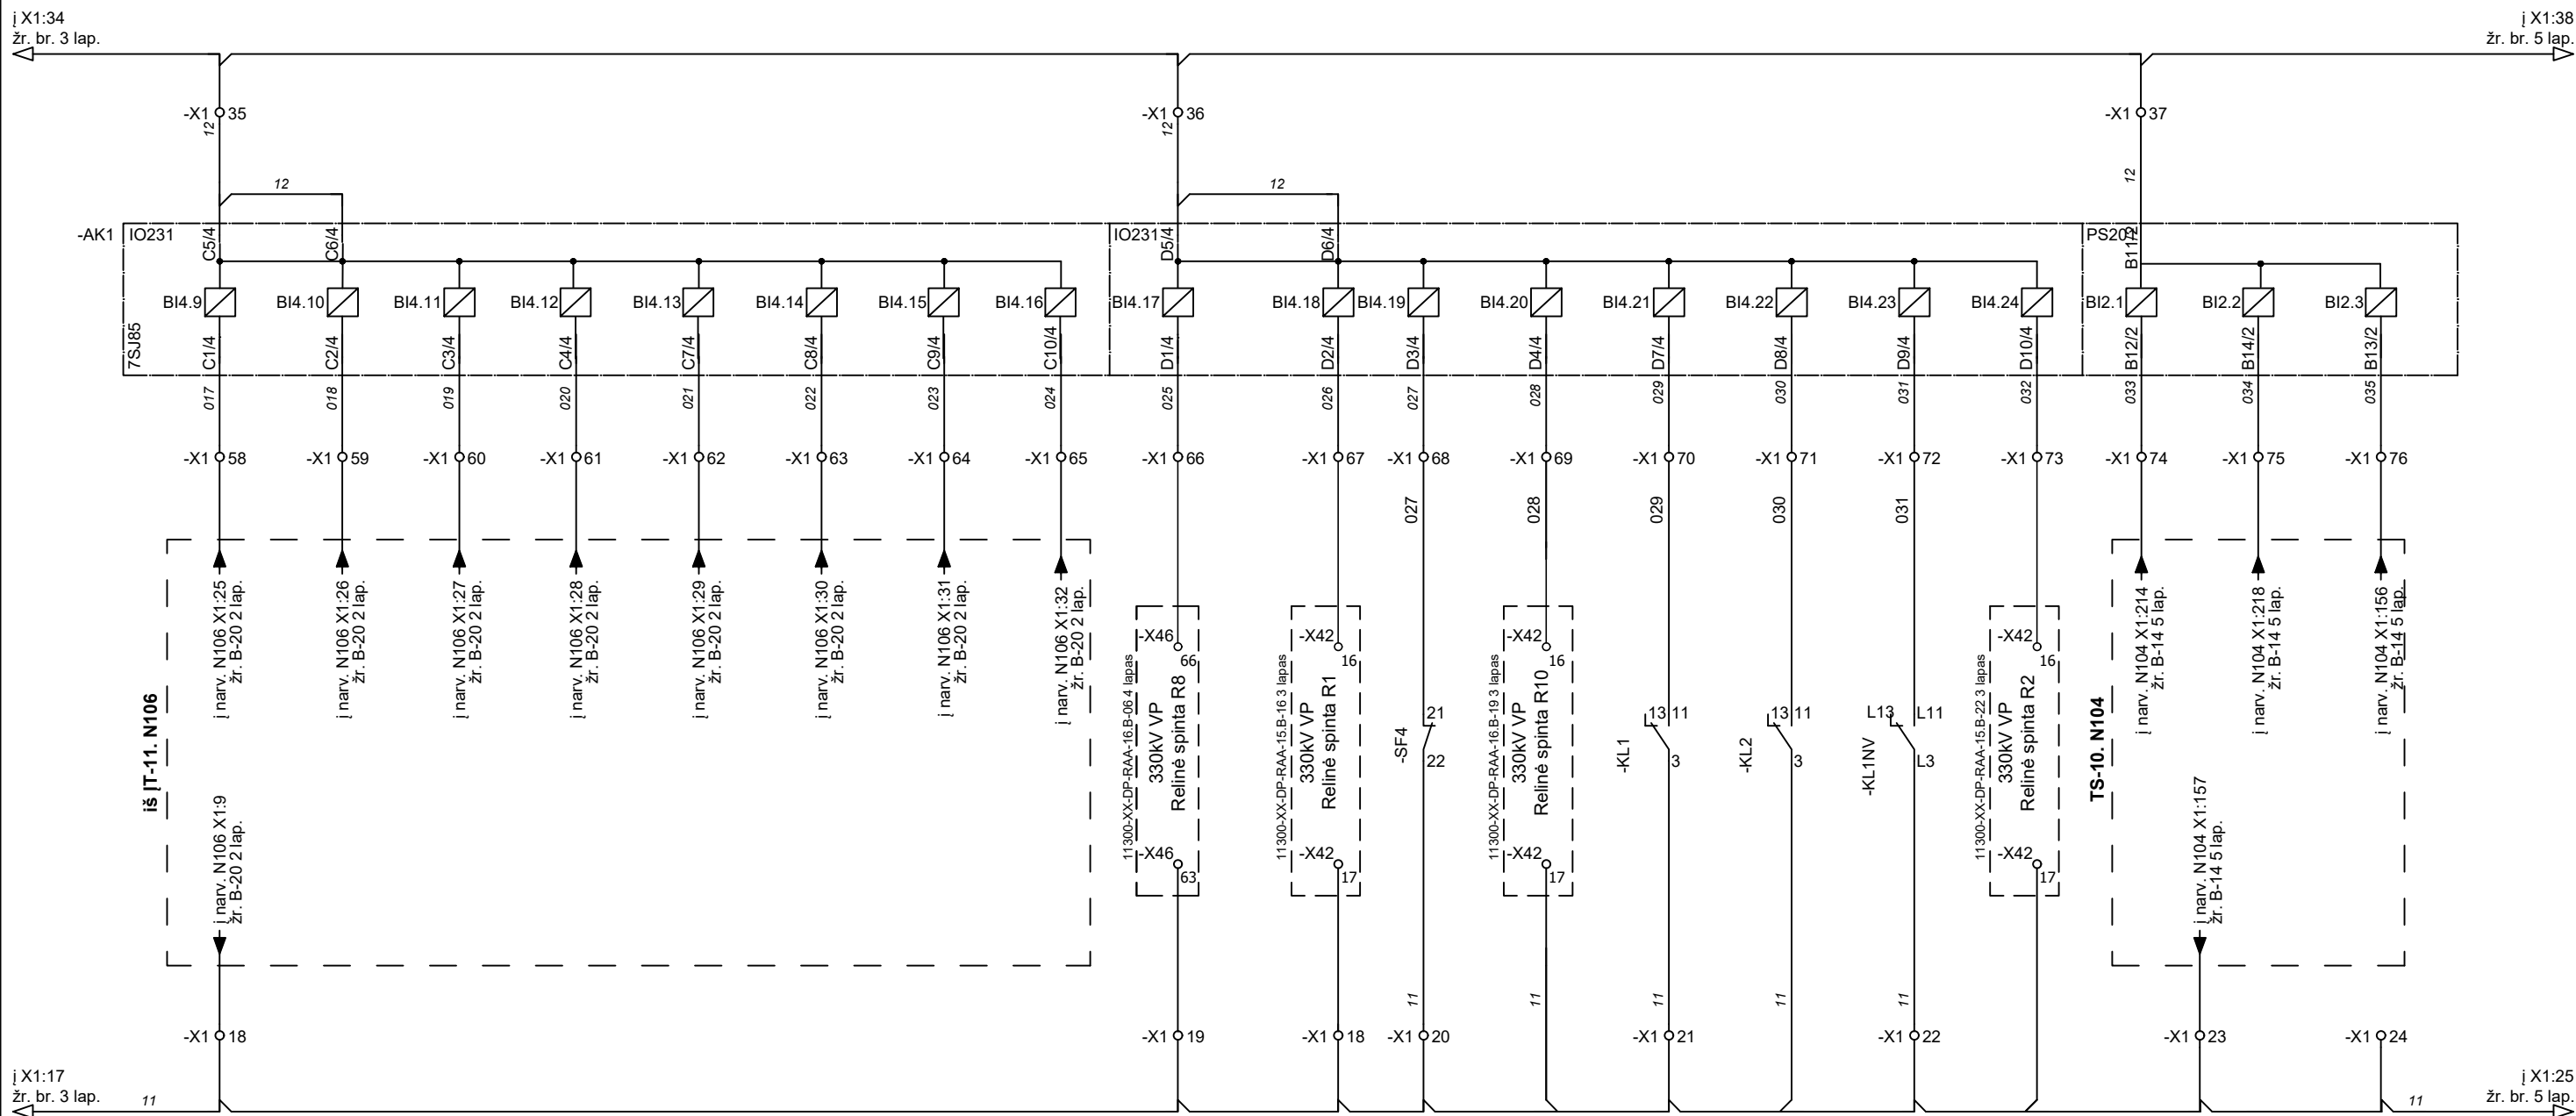 į X1:34
žr. br. 3 lap.
į X1:38
žr. br. 5 lap.
-X1 35
12
-X1 36
12
-X1 37
12
12
12
-AK1
IO231
C5/4
C6/4
IO231
D5/4
D6/4
PS201
B11/2
BI4.9
BI4.10
BI4.11
BI4.12
BI4.13
BI4.14
BI4.15
BI4.16
BI4.17
BI4.18
BI4.19
BI4.20
BI4.21
BI4.22
BI4.23
BI4.24
BI2.1
BI2.2
BI2.3
7SJ85
C1/4
C2/4
C3/4
C4/4
C7/4
C8/4
C9/4
C10/4
D1/4
D2/4
D3/4
D4/4
D7/4
D8/4
D9/4
D10/4
B12/2
B14/2
B13/2
017
018
019
020
021
022
023
024
025
026
027
028
029
030
031
032
033
034
035
-X1 58
-X1 59
-X1 60
-X1 61
-X1 62
-X1 63
-X1 64
-X1 65
-X1 66
-X1 67
-X1 68
-X1 69
-X1 70
-X1 71
-X1 72
-X1 73
-X1 74
-X1 75
-X1 76
027
028
029
030
031
iš ĮT-11. N106
į narv. N106 X1:25
žr. B-20 2 lap.
į narv. N106 X1:26
žr. B-20 2 lap.
į narv. N106 X1:27
žr. B-20 2 lap.
į narv. N106 X1:28
žr. B-20 2 lap.
į narv. N106 X1:29
žr. B-20 2 lap.
į narv. N106 X1:30
žr. B-20 2 lap.
į narv. N106 X1:31
žr. B-20 2 lap.
į narv. N106 X1:32
žr. B-20 2 lap.
į narv. N106 X1:9
žr. B-20 2 lap.
11300-XX-DP-RAA-16.B-06 4 lapas
-X46
66
330kV VP
Relinė spinta R8
-X46
63
11300-XX-DP-RAA-15.B-16 3 lapas
-X42
16
330kV VP
Relinė spinta R1
-X42
17
-SF4
21
22
11300-XX-DP-RAA-16.B-19 3 lapas
-X42
16
330kV VP
Relinė spinta R10
-X42
17
-KL1
13 11
3
-KL2
13 11
3
-KL1NV
L13 L11
L3
11300-XX-DP-RAA-15.B-22 3 lapas
-X42
16
330kV VP
Relinė spinta R2
-X42
17
TS-10. N104
į narv. N104 X1:214
žr. B-14 5 lap.
į narv. N104 X1:218
žr. B-14 5 lap.
į narv. N104 X1:156
žr. B-14 5 lap.
į narv. N104 X1:157
žr. B-14 5 lap.
11
11
11
11
11
-X1 18
-X1 19
-X1 18
-X1 20
-X1 21
-X1 22
-X1 23
-X1 24
į X1:17
žr. br. 3 lap.
11
11
į X1:25
žr. br. 5 lap.